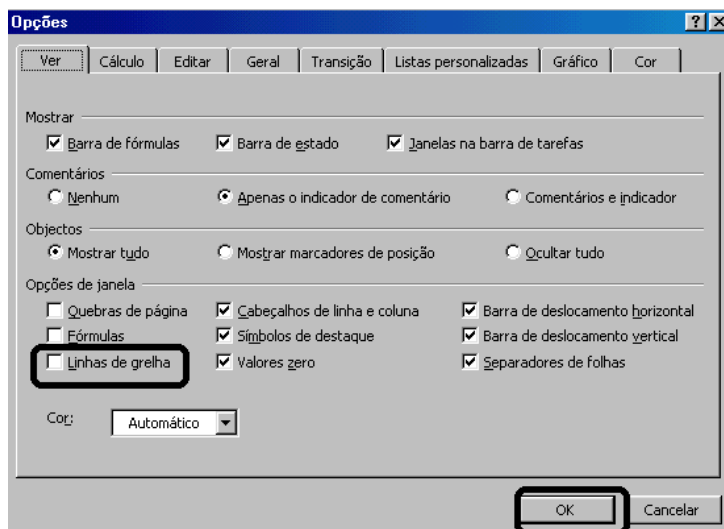 Opções
Ver Cálculo Editar Geral Transição Listas personalizadas Gráfico Cor
Mostrar
Barra de fórmulas Barra de estado Janelas na barra de tarefas
Comentários
Nenhum Apenas o indicador de comentário Comentários e indicador
Objectos
Mostrar tudo Mostrar marcadores de posição Ocultar tudo
Opções de janela
Quebras de página Cabeçalhos de linha e coluna Barra de deslocamento horizontal
Fórmulas Símbolos de destaque Barra de deslocamento vertical
Linhas de grelha Valores zero Separadores de folhas
Cor: Automático
OK Cancelar